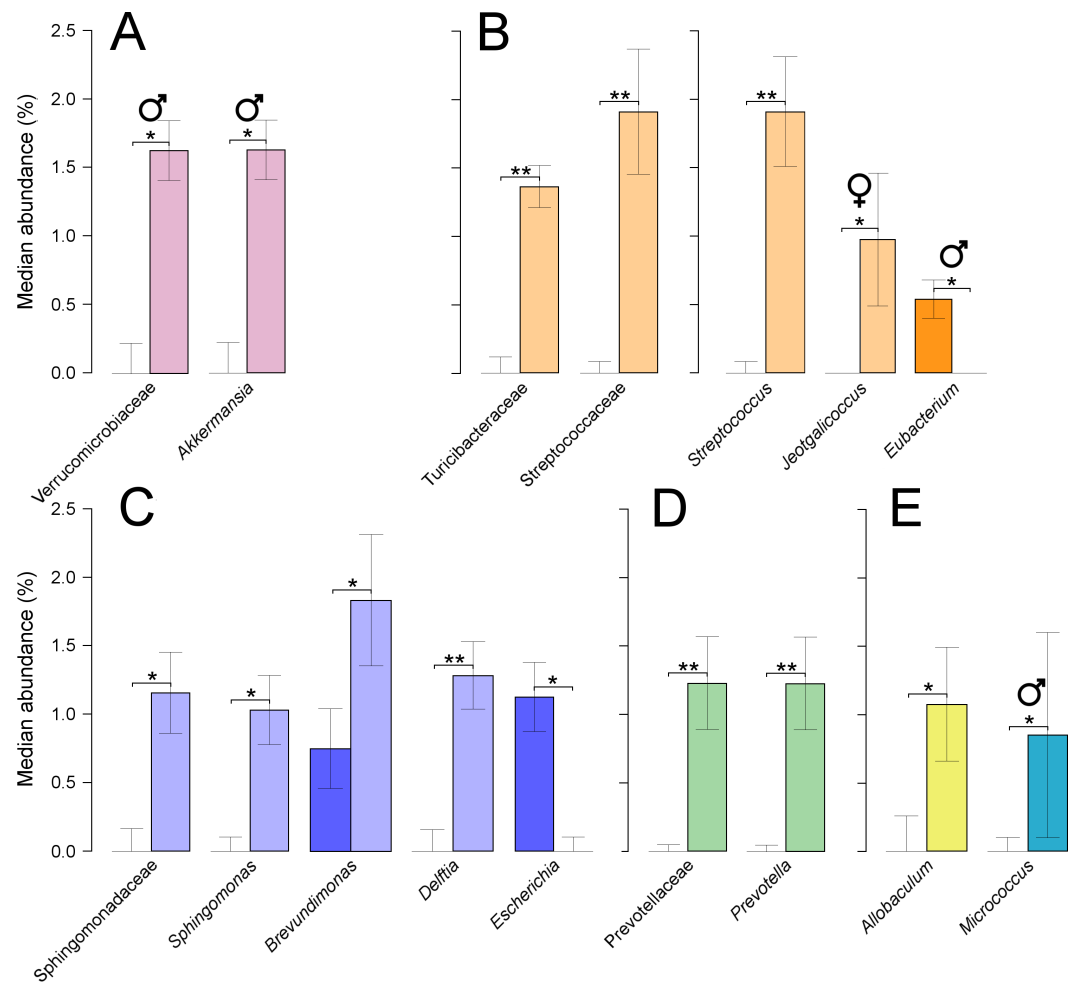 A
B
2.5
2.0
1.5
1.0
0.5
0.0
Median abundance (%)
♂
*
♂
*
**
**
**
♀
*
♂
*
Verrucomicrobiaceae
Akkermansia
Turicibacteraceae
Streptococcaceae
Streptococcus
Jeotgalicoccus
Eubacterium
C
D
E
2.5
2.0
1.5
1.0
0.5
0.0
Median abundance (%)
*
*
*
**
*
**
**
*
♂
*
Sphingomonadaceae
Sphingomonas
Brevundimonas
Delftia
Escherichia
Prevotellaceae
Prevotella
Allobaculum
Micrococcus